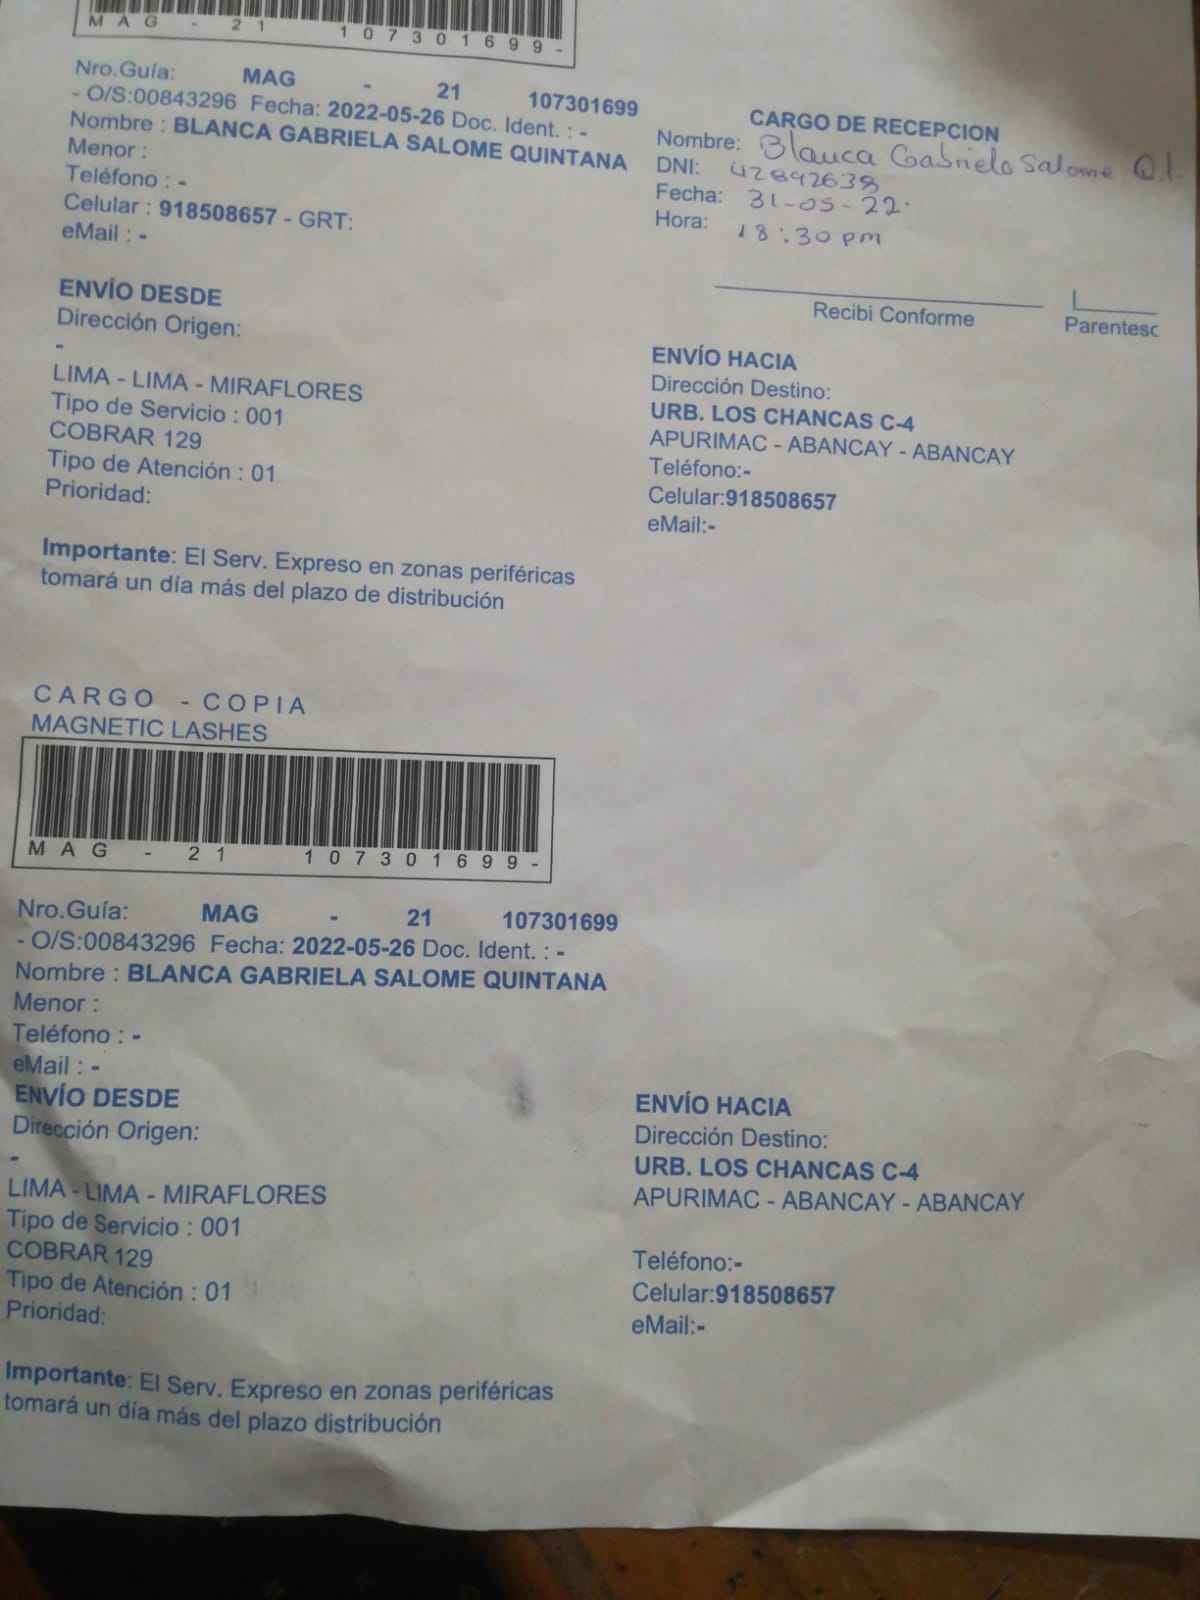 MAG - 21 107301699-
Nro.Guía: MAG - 21 107301699
- O/S:00843296 Fecha: 2022-05-26 Doc. Ident. : -
Nombre : BLANCA GABRIELA SALOME QUINTANA
Menor :
Teléfono : -
Celular : 918508657 - GRT:
eMail : -
CARGO DE RECEPCION
Nombre: Blanca Gabriela Salome Q.
DNI: 42892639
Fecha: 31-05-22.
Hora: 18:30 pm
Recibi Conforme
Parentesc
ENVÍO DESDE
Dirección Origen:
-
LIMA - LIMA - MIRAFLORES
Tipo de Servicio : 001
COBRAR 129
Tipo de Atención : 01
Prioridad:
ENVÍO HACIA
Dirección Destino:
URB. LOS CHANCAS C-4
APURIMAC - ABANCAY - ABANCAY
Teléfono:-
Celular:918508657
eMail:-
Importante: El Serv. Expreso en zonas periféricas
tomará un día más del plazo de distribución
CARGO - COPIA
MAGNETIC LASHES
MAG - 21 107301699-
Nro.Guía: MAG - 21 107301699
- O/S:00843296 Fecha: 2022-05-26 Doc. Ident. : -
Nombre : BLANCA GABRIELA SALOME QUINTANA
Menor :
Teléfono : -
eMail : -
ENVÍO DESDE
Dirección Origen:
-
LIMA - LIMA - MIRAFLORES
Tipo de Servicio : 001
COBRAR 129
Tipo de Atención : 01
Prioridad:
ENVÍO HACIA
Dirección Destino:
URB. LOS CHANCAS C-4
APURIMAC - ABANCAY - ABANCAY
Teléfono:-
Celular:918508657
eMail:-
Importante: El Serv. Expreso en zonas periféricas
tomará un día más del plazo distribución